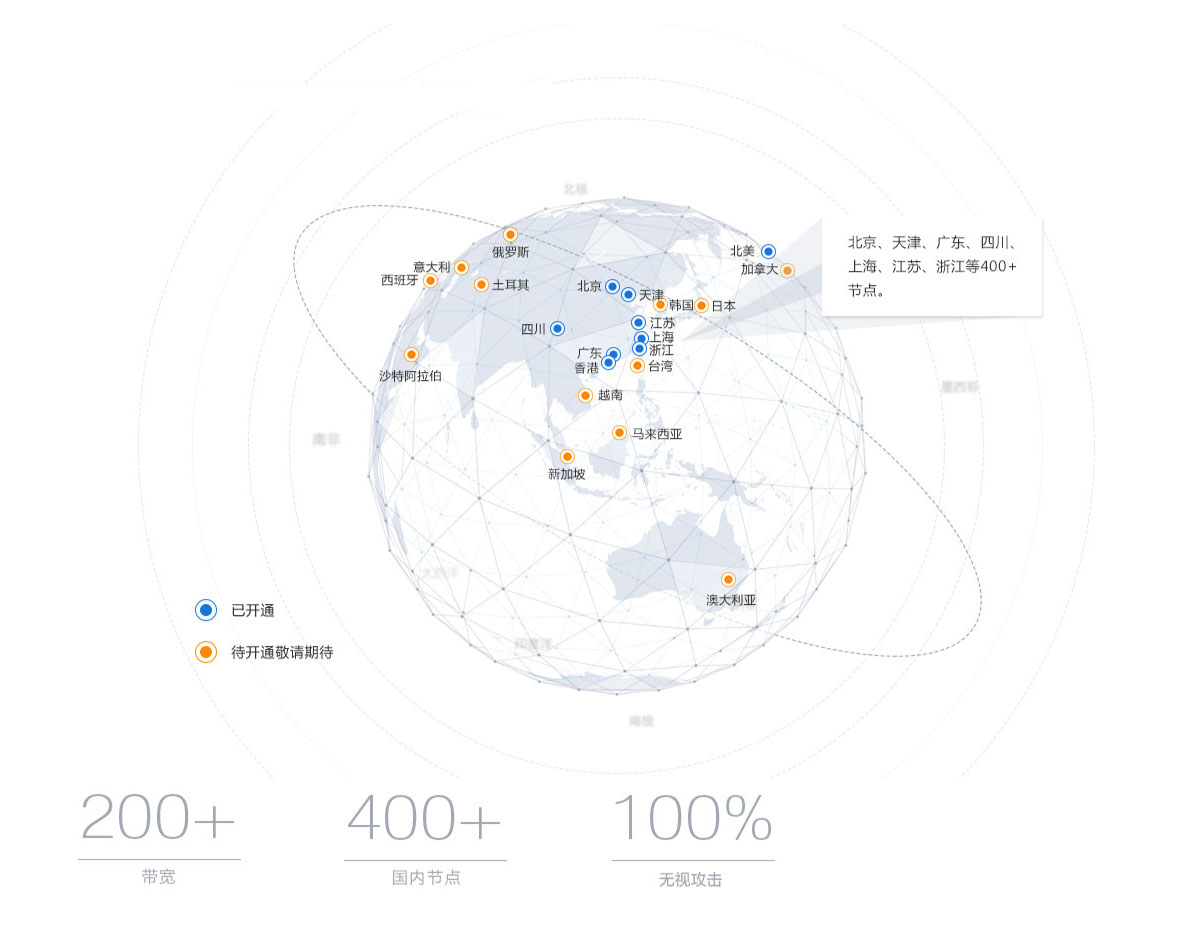 北极
俄罗斯
意大利
西班牙
土耳其
北美
加拿大
北京、天津、广东、四川、
上海、江苏、浙江等400+
节点。
北京
天津
韩国
日本
四川
江苏
上海
浙江
广东
香港
台湾
沙特阿拉伯
越南
墨西哥
南非
马来西亚
新加坡
大西洋
澳大利亚
印度洋
已开通
待开通敬请期待
南极
200+
带宽
400+
国内节点
100%
无视攻击